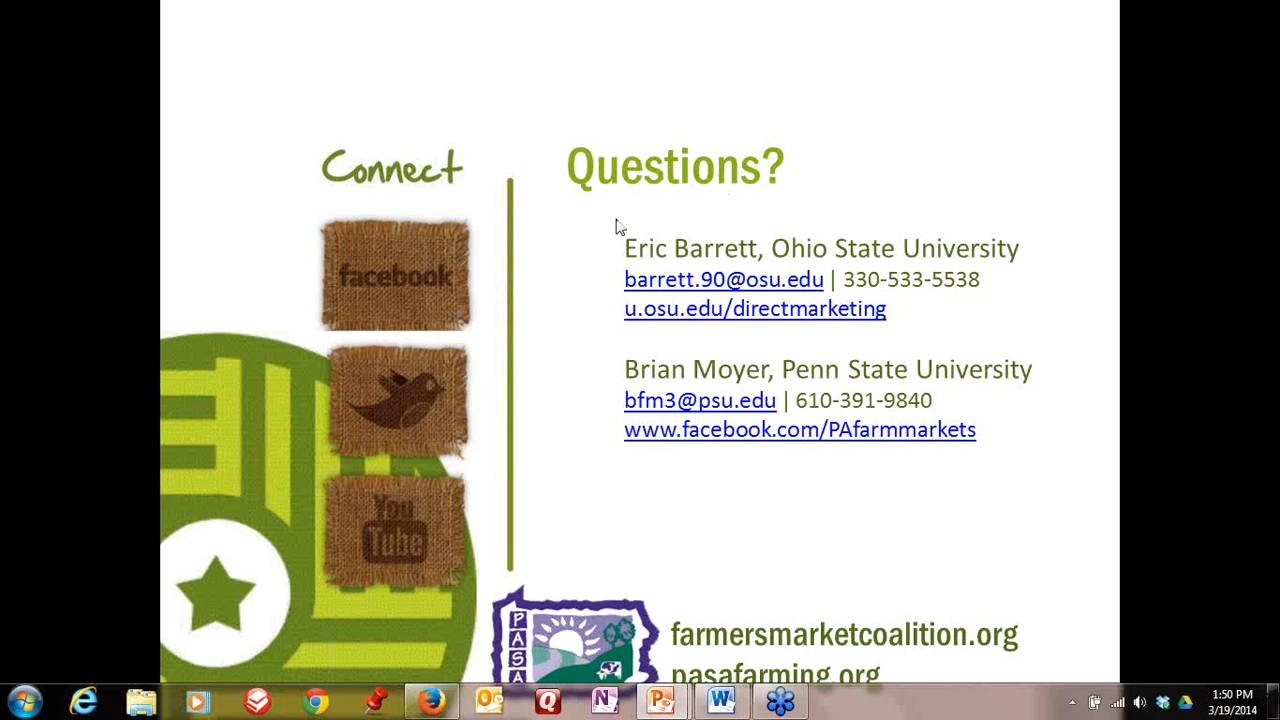 Connect
facebook
You
Tube
Questions?
Eric Barrett, Ohio State University
barrett.90@osu.edu | 330-533-5538
u.osu.edu/directmarketing
Brian Moyer, Penn State University
bfm3@psu.edu | 610-391-9840
www.facebook.com/PAfarmmarkets
PASA
farmersmarketcoalition.org
pasafarming.org
1:50 PM
3/19/2014